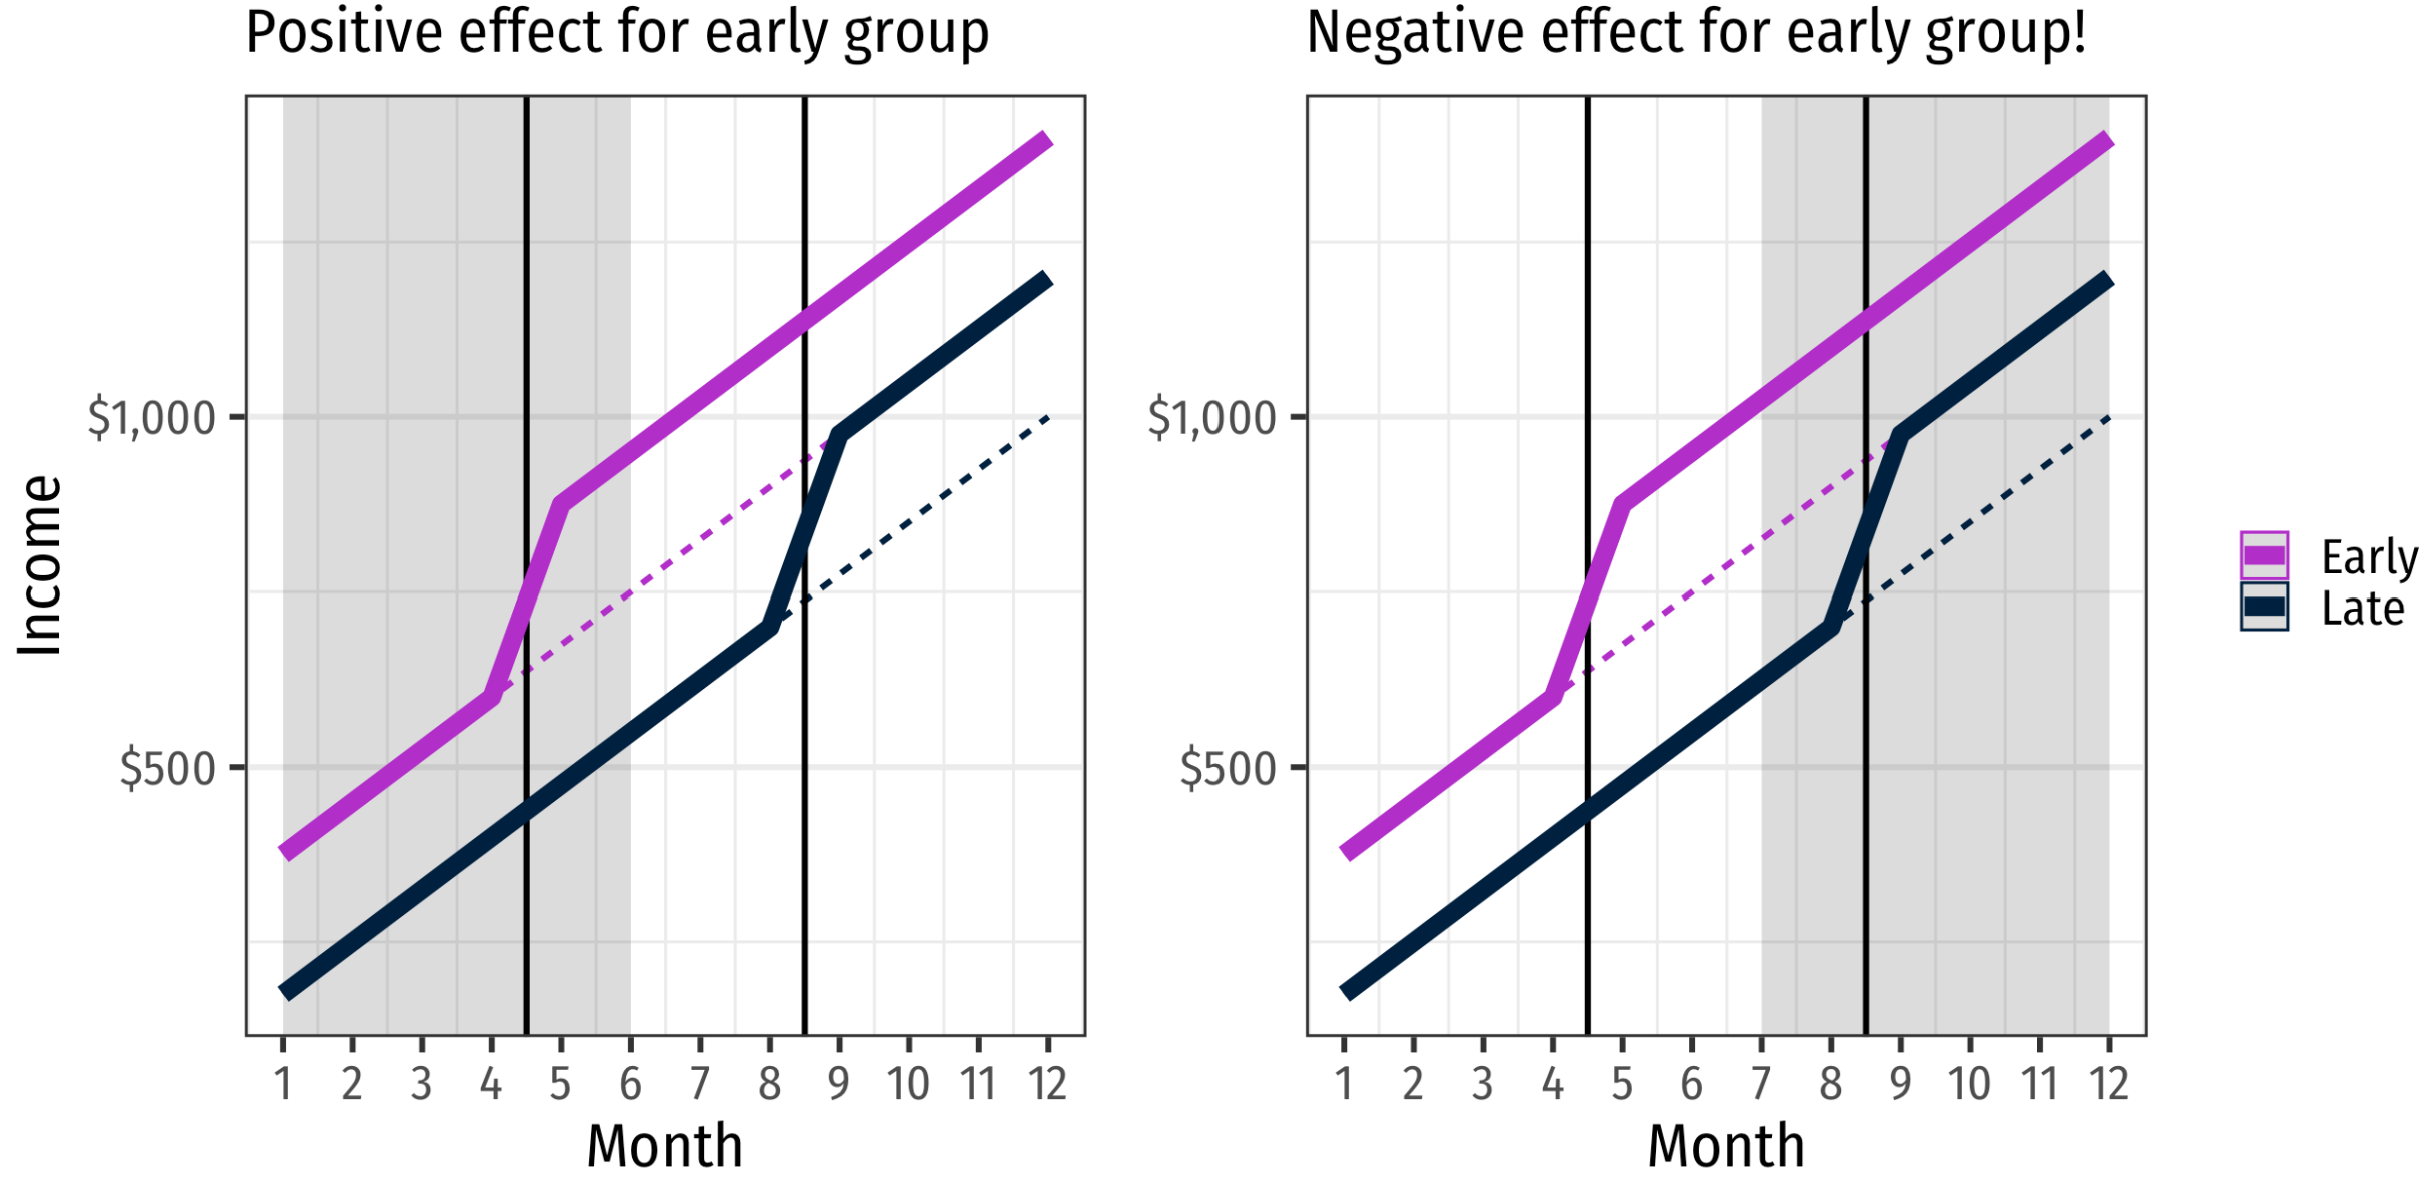 Positive effect for early group
Negative effect for early group!
Income
$1,000
$500
1 2 3 4 5 6 7 8 9 10 11 12
Month
$1,000
$500
1 2 3 4 5 6 7 8 9 10 11 12
Month
Early
Late